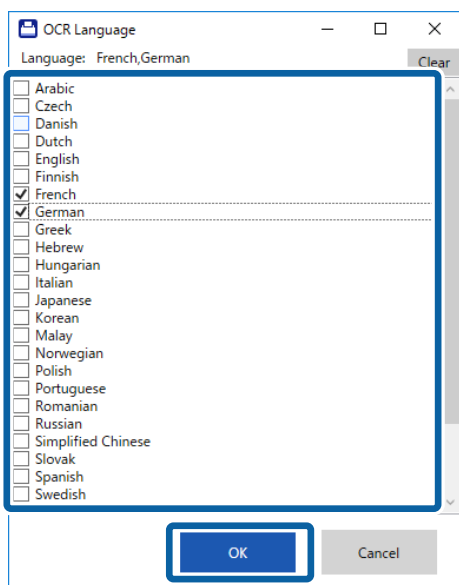 OCR Language
Language: French,German
Clear
Arabic
Czech
Danish
Dutch
English
Finnish
French
German
Greek
Hebrew
Hungarian
Italian
Japanese
Korean
Malay
Norwegian
Polish
Portuguese
Romanian
Russian
Simplified Chinese
Slovak
Spanish
Swedish
OK
Cancel